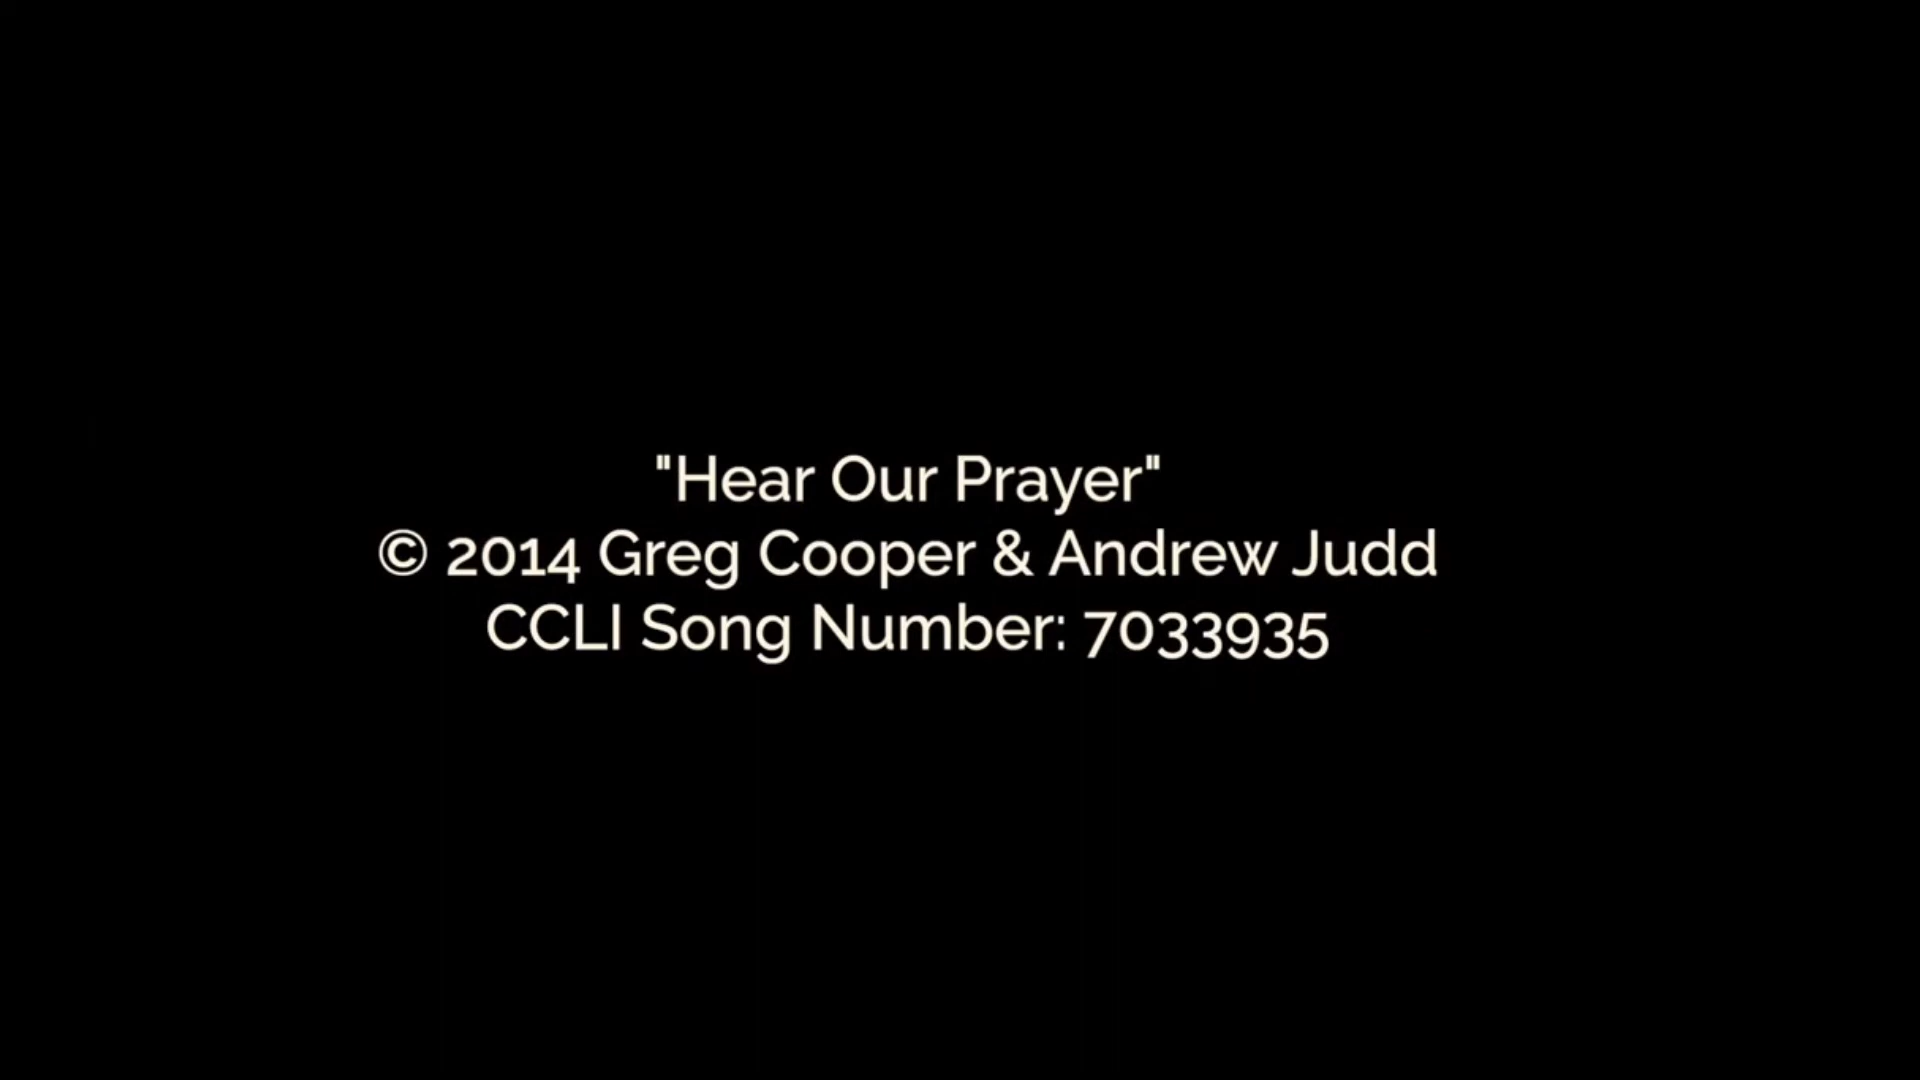 "Hear Our Prayer"
© 2014 Greg Cooper & Andrew Judd
CCLI Song Number: 7033935